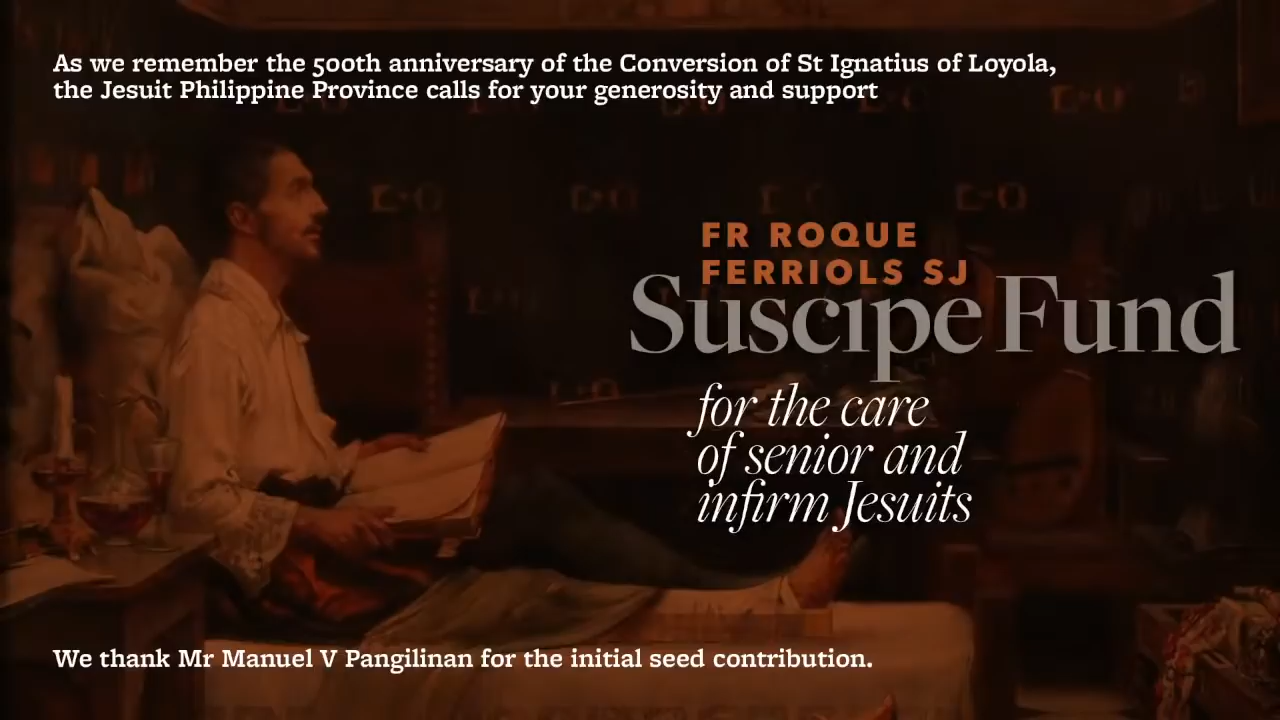 As we remember the 500th anniversary of the Conversion of St Ignatius of Loyola,
the Jesuit Philippine Province calls for your generosity and support
FR ROQUE
FERRIOLS SJ
Suscipe Fund
for the care
of senior and
infirm Jesuits
We thank Mr Manuel V Pangilinan for the initial seed contribution.